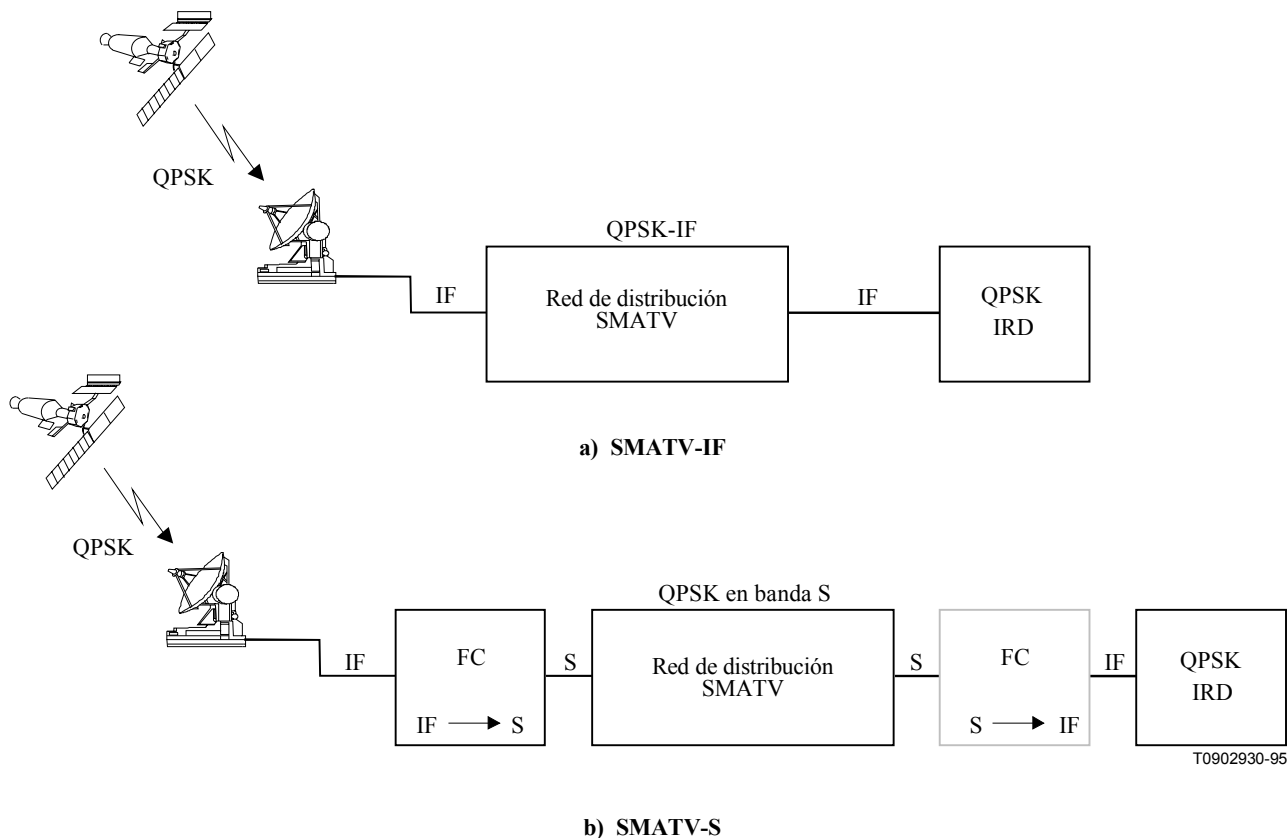 QPSK
QPSK-IF
IF
Red de distribución
SMATV
IF
QPSK
IRD
a) SMATV-IF
QPSK
QPSK en banda S
IF
FC
IF S
S
Red de distribución
SMATV
S
FC
S IF
IF
QPSK
IRD
T0902930-95
b) SMATV-S